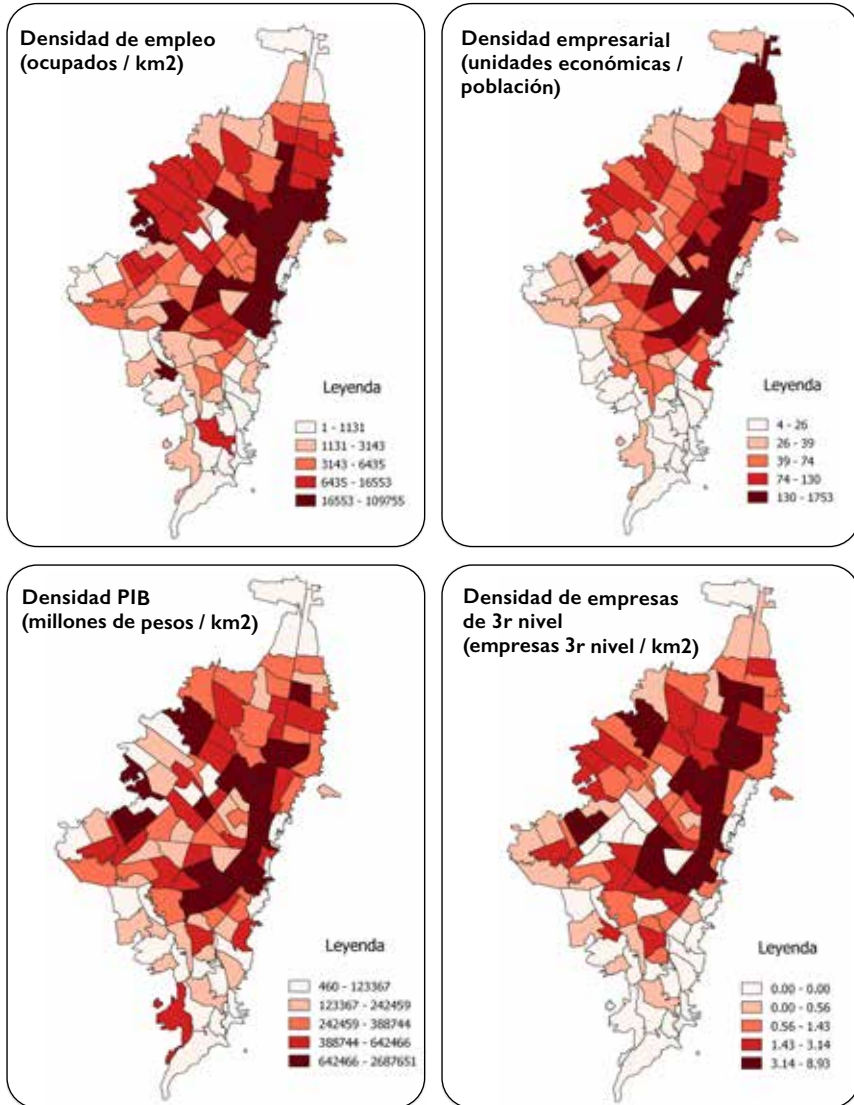 Densidad de empleo
(ocupados / km2)
Leyenda
1 - 1131
1131 - 3143
3143 - 6435
6435 - 16553
16553 - 109755
Densidad empresarial
(unidades económicas /
población)
Leyenda
4 - 26
26 - 39
39 - 74
74 - 130
130 - 1753
Densidad PIB
(millones de pesos / km2)
Leyenda
460 - 123367
123367 - 242459
242459 - 388744
388744 - 642466
642466 - 2687651
Densidad de empresas
de 3r nivel
(empresas 3r nivel / km2)
Leyenda
0.00 - 0.00
0.00 - 0.56
0.56 - 1.43
1.43 - 3.14
3.14 - 8.93